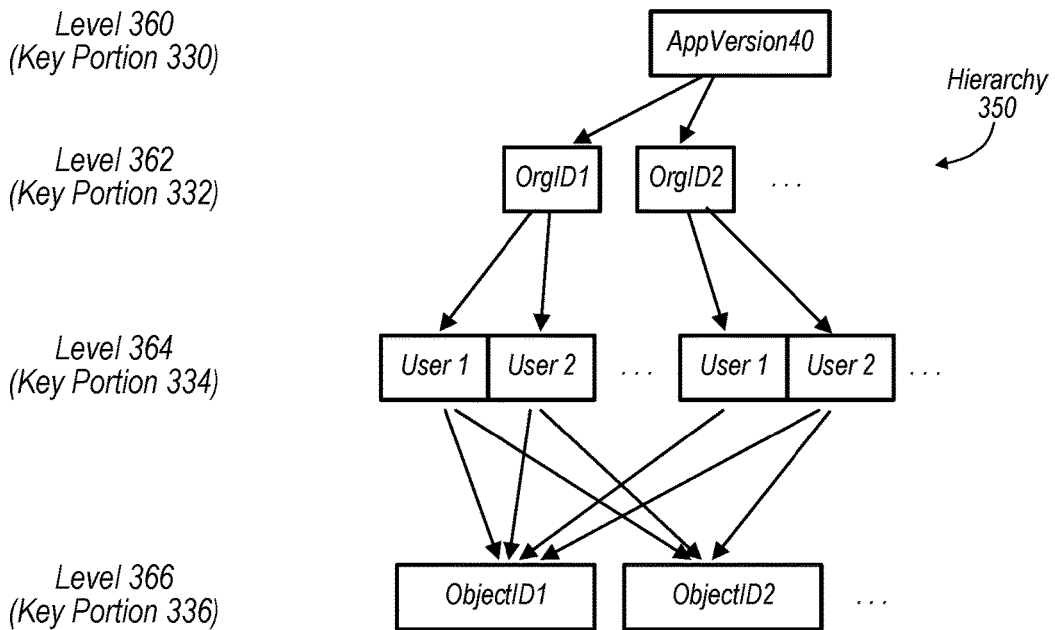 Level 360
(Key Portion 330)
AppVersion40
Hierarchy
350
Level 362
(Key Portion 332)
OrgID1
OrgID2
. . .
Level 364
(Key Portion 334)
User 1
User 2
. . .
User 1
User 2
. . .
Level 366
(Key Portion 336)
ObjectID1
ObjectID2
. . .